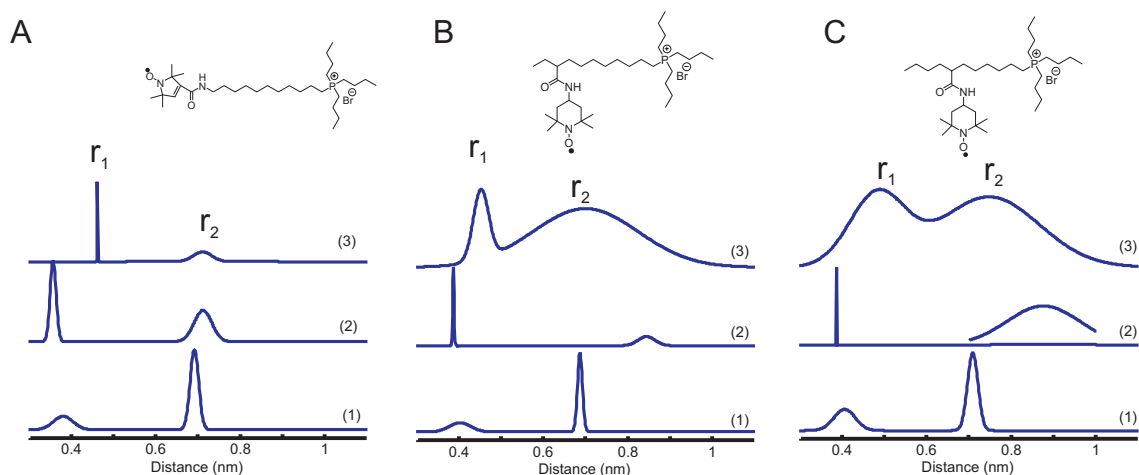 A
B
C
O
N
H
N
O
P
+
Br
−
P
+
Br
−
O
NH
N
O
P
+
Br
−
O
NH
N
O
r1
r2
(3)
(2)
(1)
0.4 0.6 0.8 1
Distance (nm)
r1
r2
(3)
(2)
(1)
0.4 0.6 0.8 1
Distance (nm)
r1
r2
(3)
(2)
(1)
0.4 0.6 0.8 1
Distance (nm)